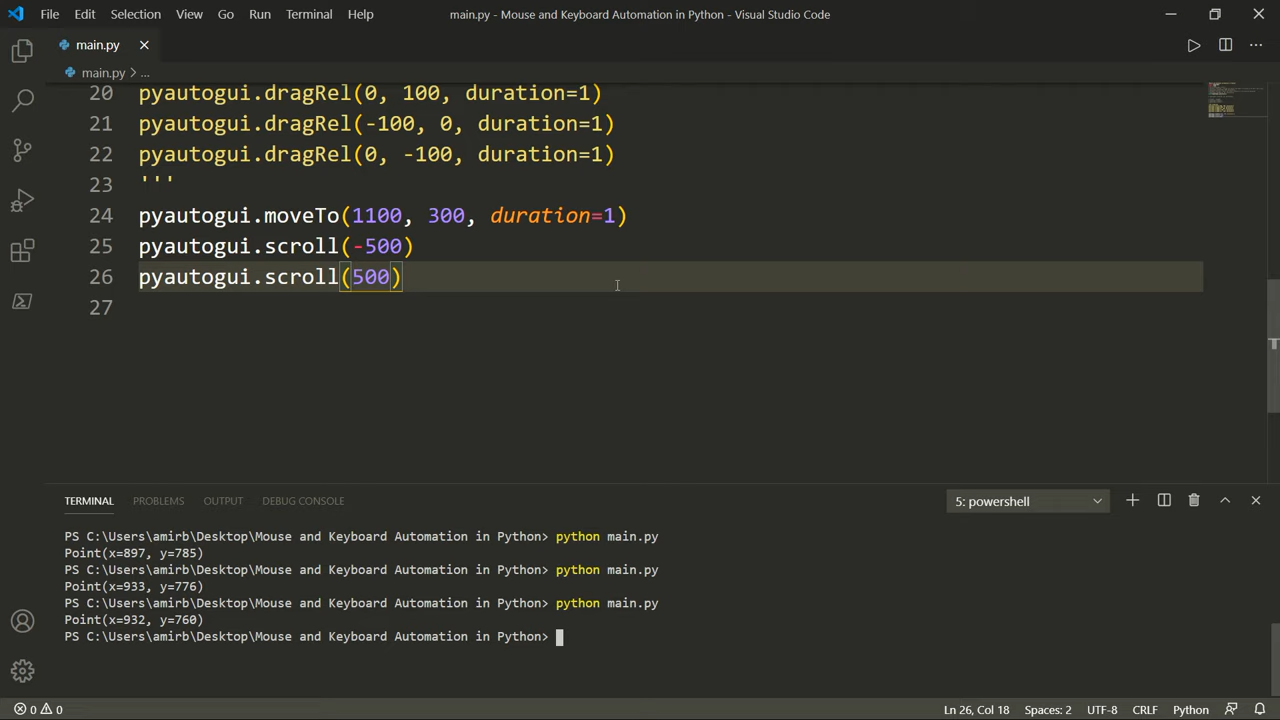 File Edit Selection View Go Run Terminal Help
main.py - Mouse and Keyboard Automation in Python - Visual Studio Code
main.py
main.py > ...
20 pyautogui.dragRel(0, 100, duration=1)
21 pyautogui.dragRel(-100, 0, duration=1)
22 pyautogui.dragRel(0, -100, duration=1)
23 '''
24 pyautogui.moveTo(1100, 300, duration=1)
25 pyautogui.scroll(-500)
26 pyautogui.scroll(500)
27
TERMINAL PROBLEMS OUTPUT DEBUG CONSOLE 5: powershell
PS C:\Users\amirb\Desktop\Mouse and Keyboard Automation in Python> python main.py
Point(x=897, y=785)
PS C:\Users\amirb\Desktop\Mouse and Keyboard Automation in Python> python main.py
Point(x=933, y=776)
PS C:\Users\amirb\Desktop\Mouse and Keyboard Automation in Python> python main.py
Point(x=932, y=760)
PS C:\Users\amirb\Desktop\Mouse and Keyboard Automation in Python>
0 0 Ln 26, Col 18 Spaces: 2 UTF-8 CRLF Python